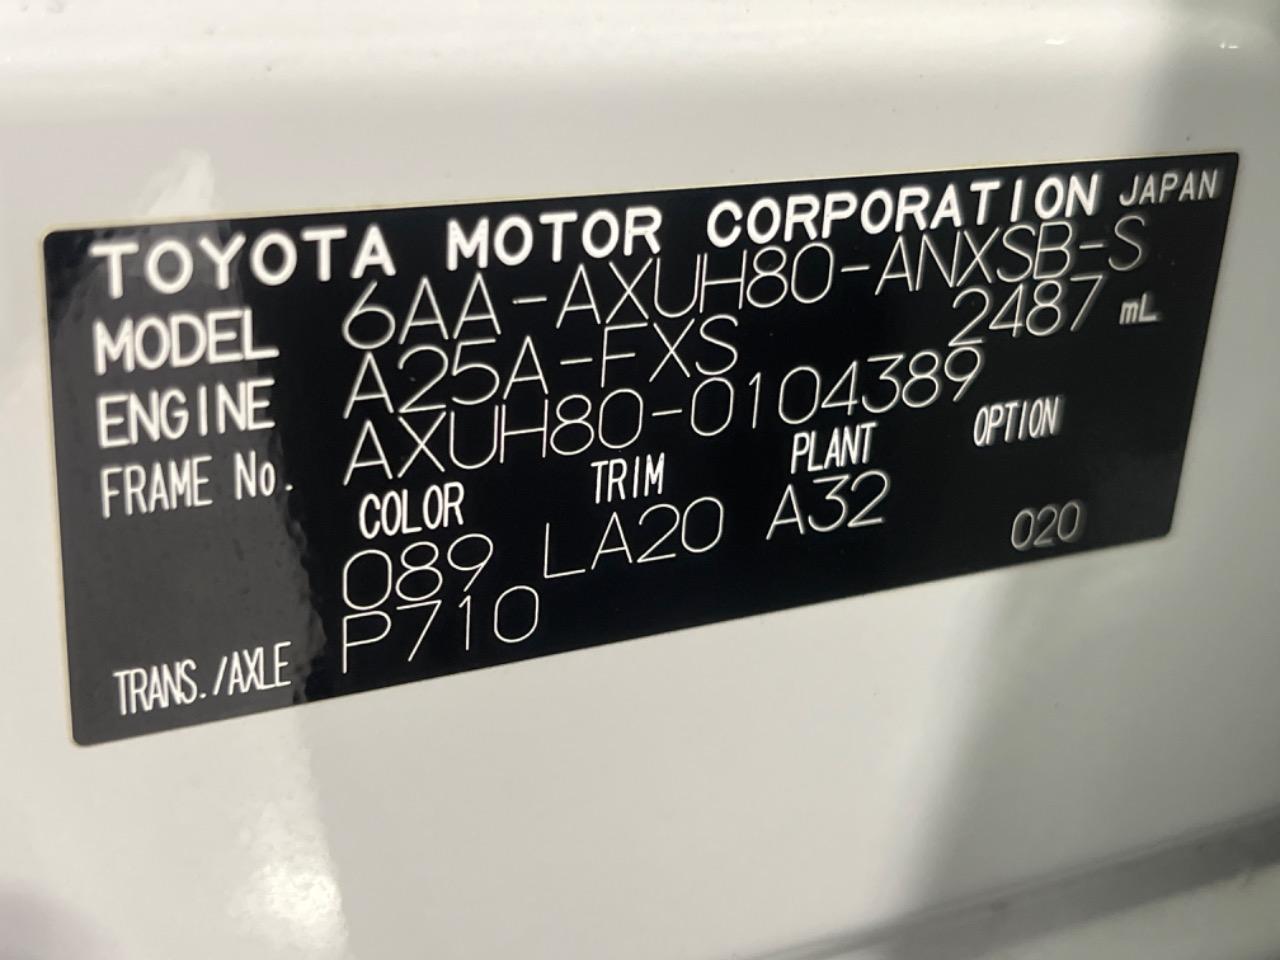 TOYOTA MOTOR CORPORATION JAPAN
MODEL 6AA-AXUH80-ANXSB-S
ENGINE A25A-FXS 2487 mL
FRAME No. AXUH80-0104389
COLOR TRIM PLANT OPTION
089 LA20 A32 020
TRANS./AXLE P710